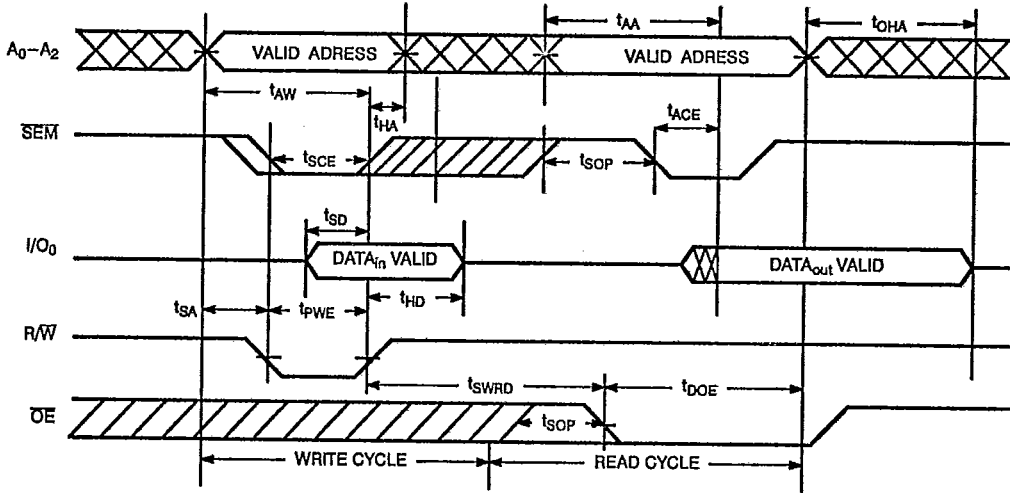 tAA
tOHA
A0–A2
VALID ADRESS
VALID ADRESS
tAW
tHA
tACE
SEM
tSCE
tSOP
tSD
I/O0
DATAin VALID
DATAout VALID
tSA
tPWE
tHD
R/W
tSWRD
tDOE
OE
tSOP
WRITE CYCLE
READ CYCLE